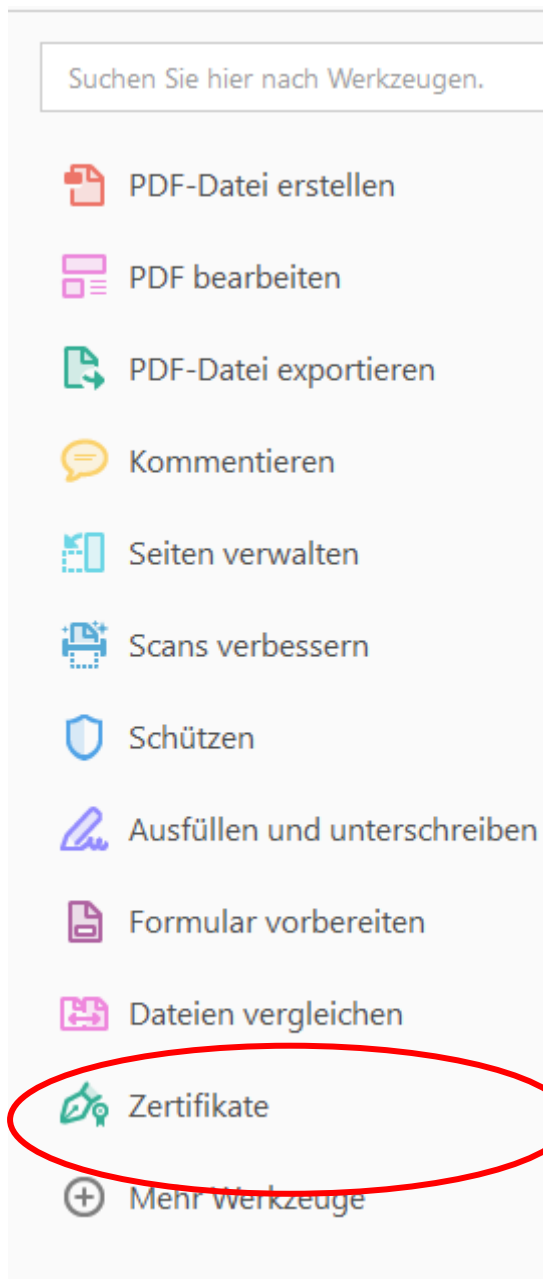 Suchen Sie hier nach Werkzeugen.
PDF-Datei erstellen
PDF bearbeiten
PDF-Datei exportieren
Kommentieren
Seiten verwalten
Scans verbessern
Schützen
Ausfüllen und unterschreiben
Formular vorbereiten
Dateien vergleichen
Zertifikate
Mehr Werkzeuge